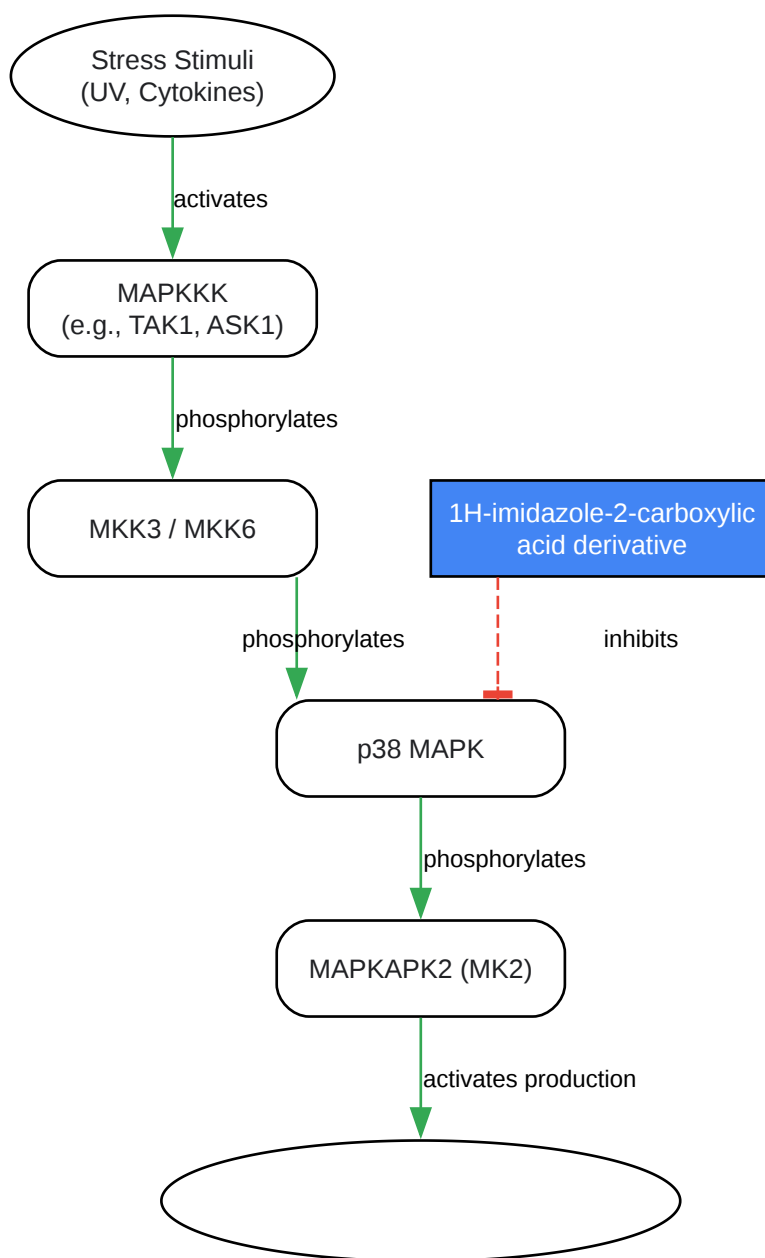 Stress Stimuli
(UV, Cytokines)
activates
MAPKKK
(e.g., TAK1, ASK1)
phosphorylates
MKK3 / MKK6
1H-imidazole-2-carboxylic
acid derivative
phosphorylates
inhibits
p38 MAPK
phosphorylates
MAPKAPK2 (MK2)
activates production